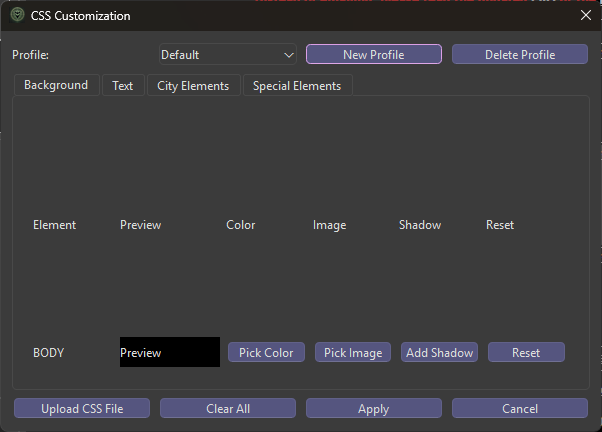 CSS Customization
Profile: Default New Profile Delete Profile
Background Text City Elements Special Elements
Element Preview Color Image Shadow Reset
BODY Preview Pick Color Pick Image Add Shadow Reset
Upload CSS File Clear All Apply Cancel